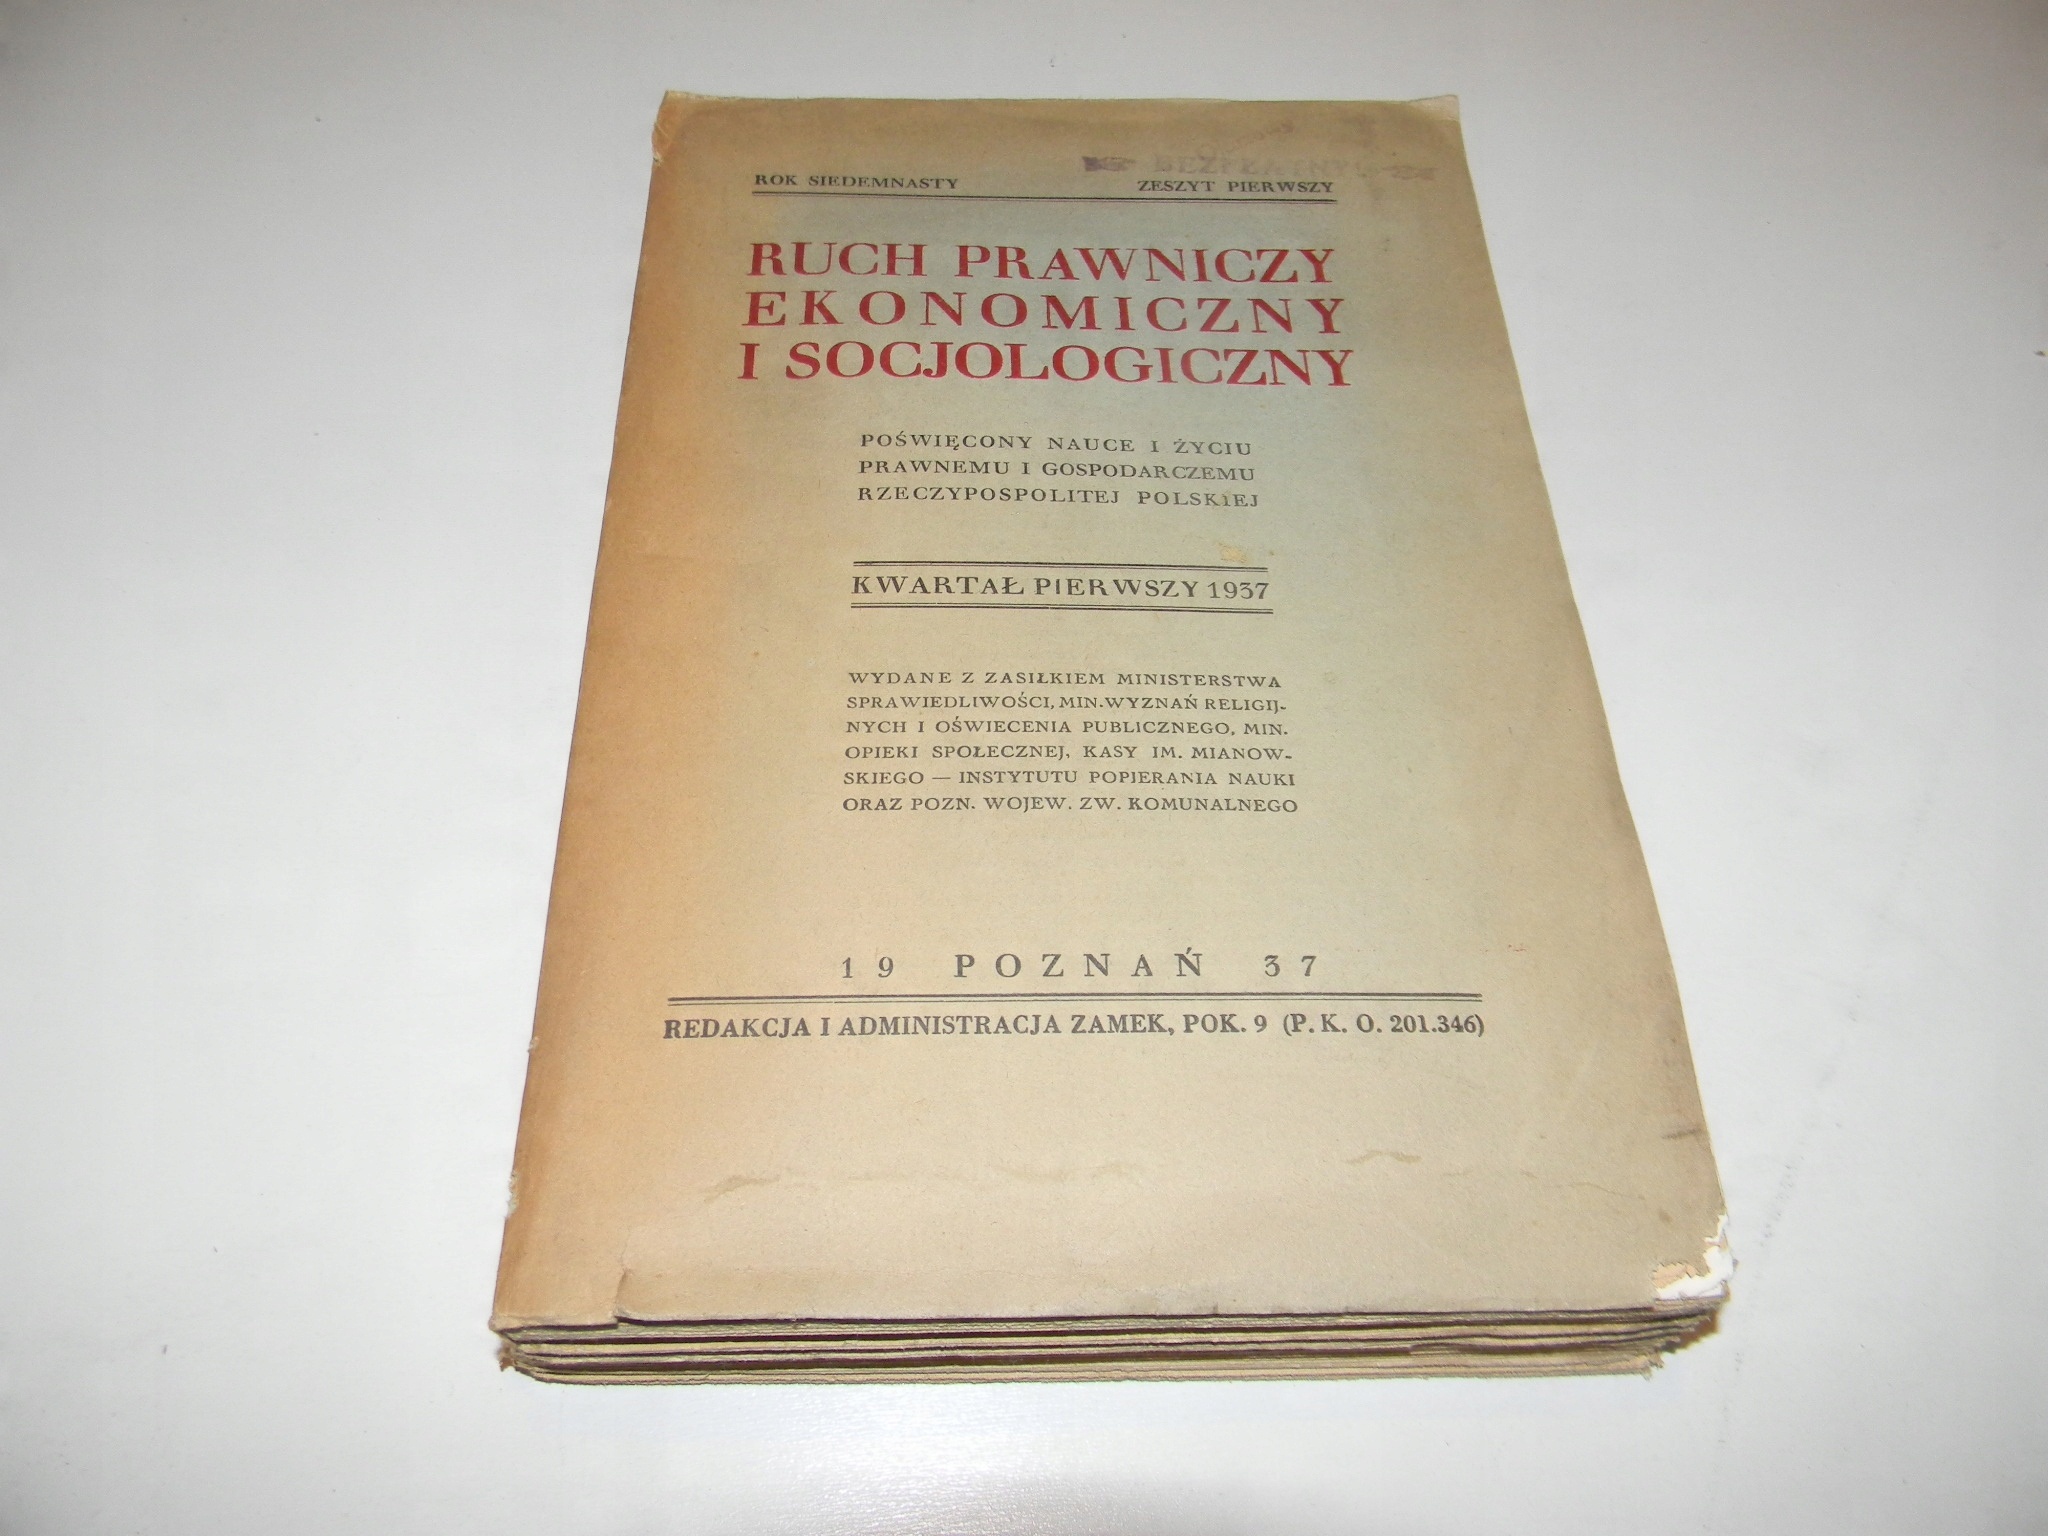 BEZPŁATNY
ROK SIEDEMNASTY ZESZYT PIERWSZY
RUCH PRAWNICZY
EKONOMICZNY
I SOCJOLOGICZNY
POŚWIĘCONY NAUCE I ŻYCIU
PRAWNEMU I GOSPODARCZEMU
RZECZYPOSPOLITEJ POLSKIEJ
KWARTAŁ PIERWSZY 1937
WYDANE Z ZASIŁKIEM MINISTERSTWA
SPRAWIEDLIWOŚCI, MIN. WYZNAŃ RELIGIJ-
NYCH I OŚWIECENIA PUBLICZNEGO, MIN.
OPIEKI SPOŁECZNEJ, KASY IM. MIANOW-
SKIEGO — INSTYTUTU POPIERANIA NAUKI
ORAZ POZN. WOJEW. ZW. KOMUNALNEGO
19 POZNAŃ 37
REDAKCJA I ADMINISTRACJA ZAMEK, POK. 9 (P. K. O. 201.346)